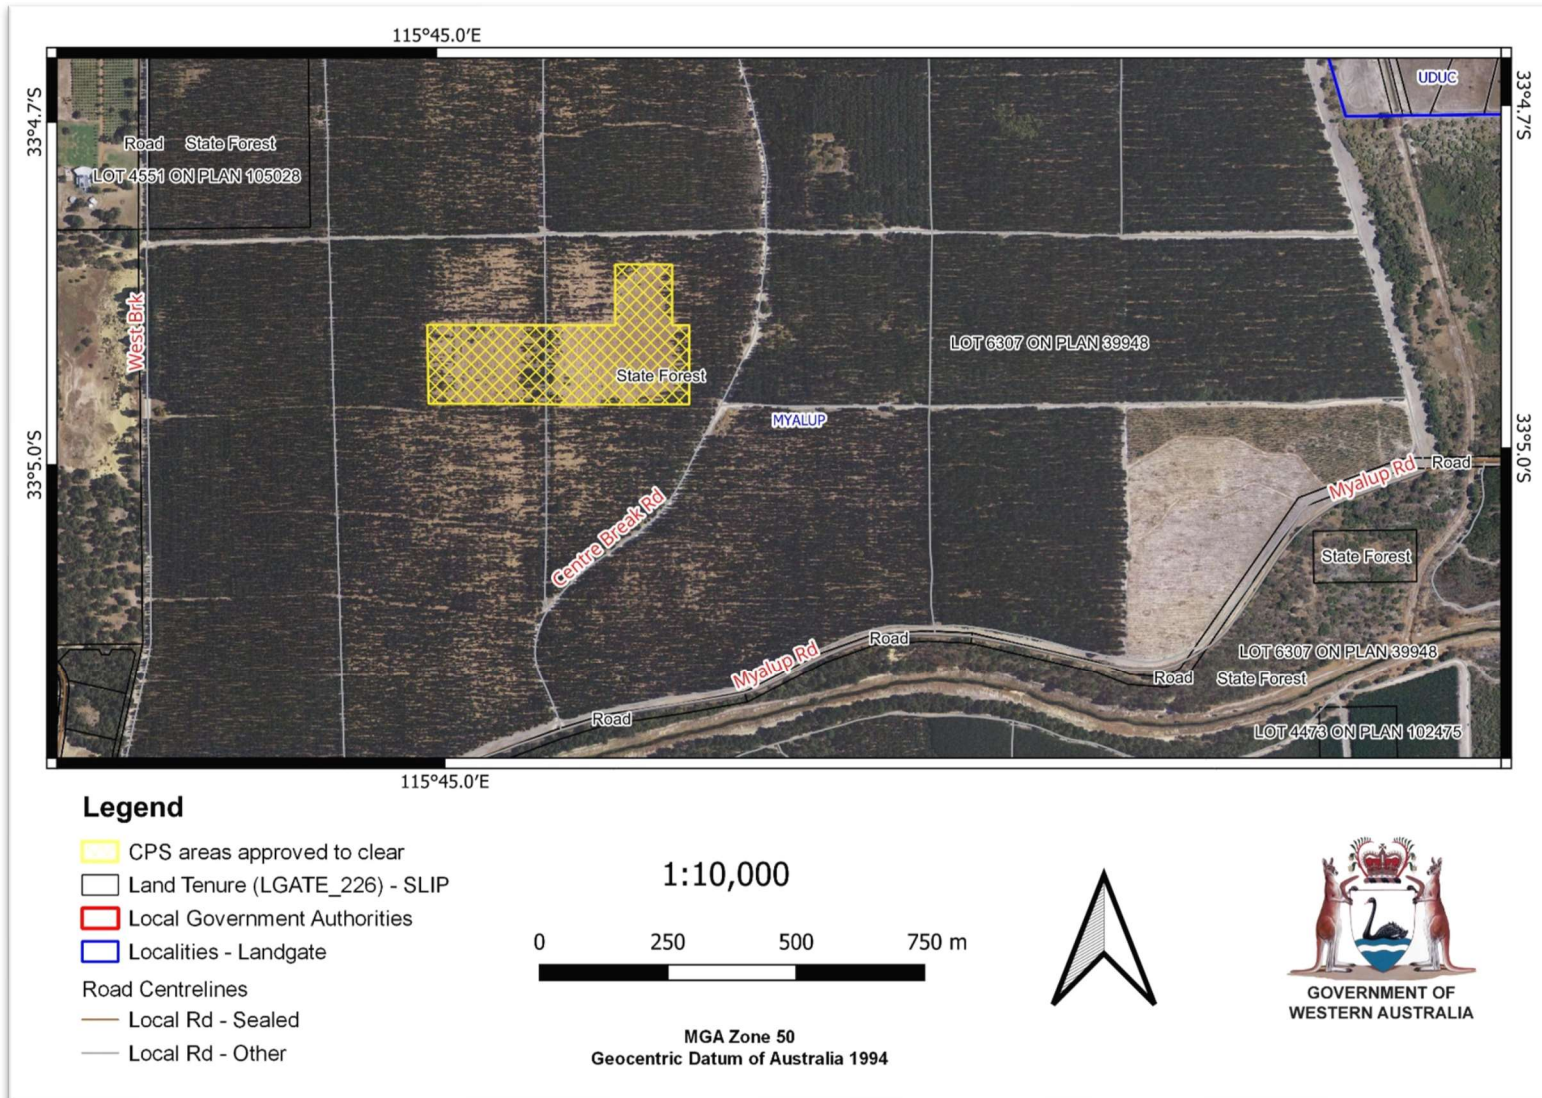 115°45.0'E
33°4.7'S
33°4.7'S
UDUC
Road
State Forest
LOT 4551 ON PLAN 105028
West Brk
LOT 6307 ON PLAN 39948
State Forest
MYALUP
33°5.0'S
33°5.0'S
Myalup Rd
Road
Centre Break Rd
State Forest
Road
Myalup Rd
LOT 6307 ON PLAN 39948
Road
State Forest
Road
LOT 4473 ON PLAN 102475
115°45.0'E
Legend
CPS areas approved to clear
Land Tenure (LGATE_226) - SLIP
Local Government Authorities
Localities - Landgate
Road Centrelines
Local Rd - Sealed
Local Rd - Other
1:10,000
0 250 500 750 m
MGA Zone 50
Geocentric Datum of Australia 1994
GOVERNMENT OF
WESTERN AUSTRALIA